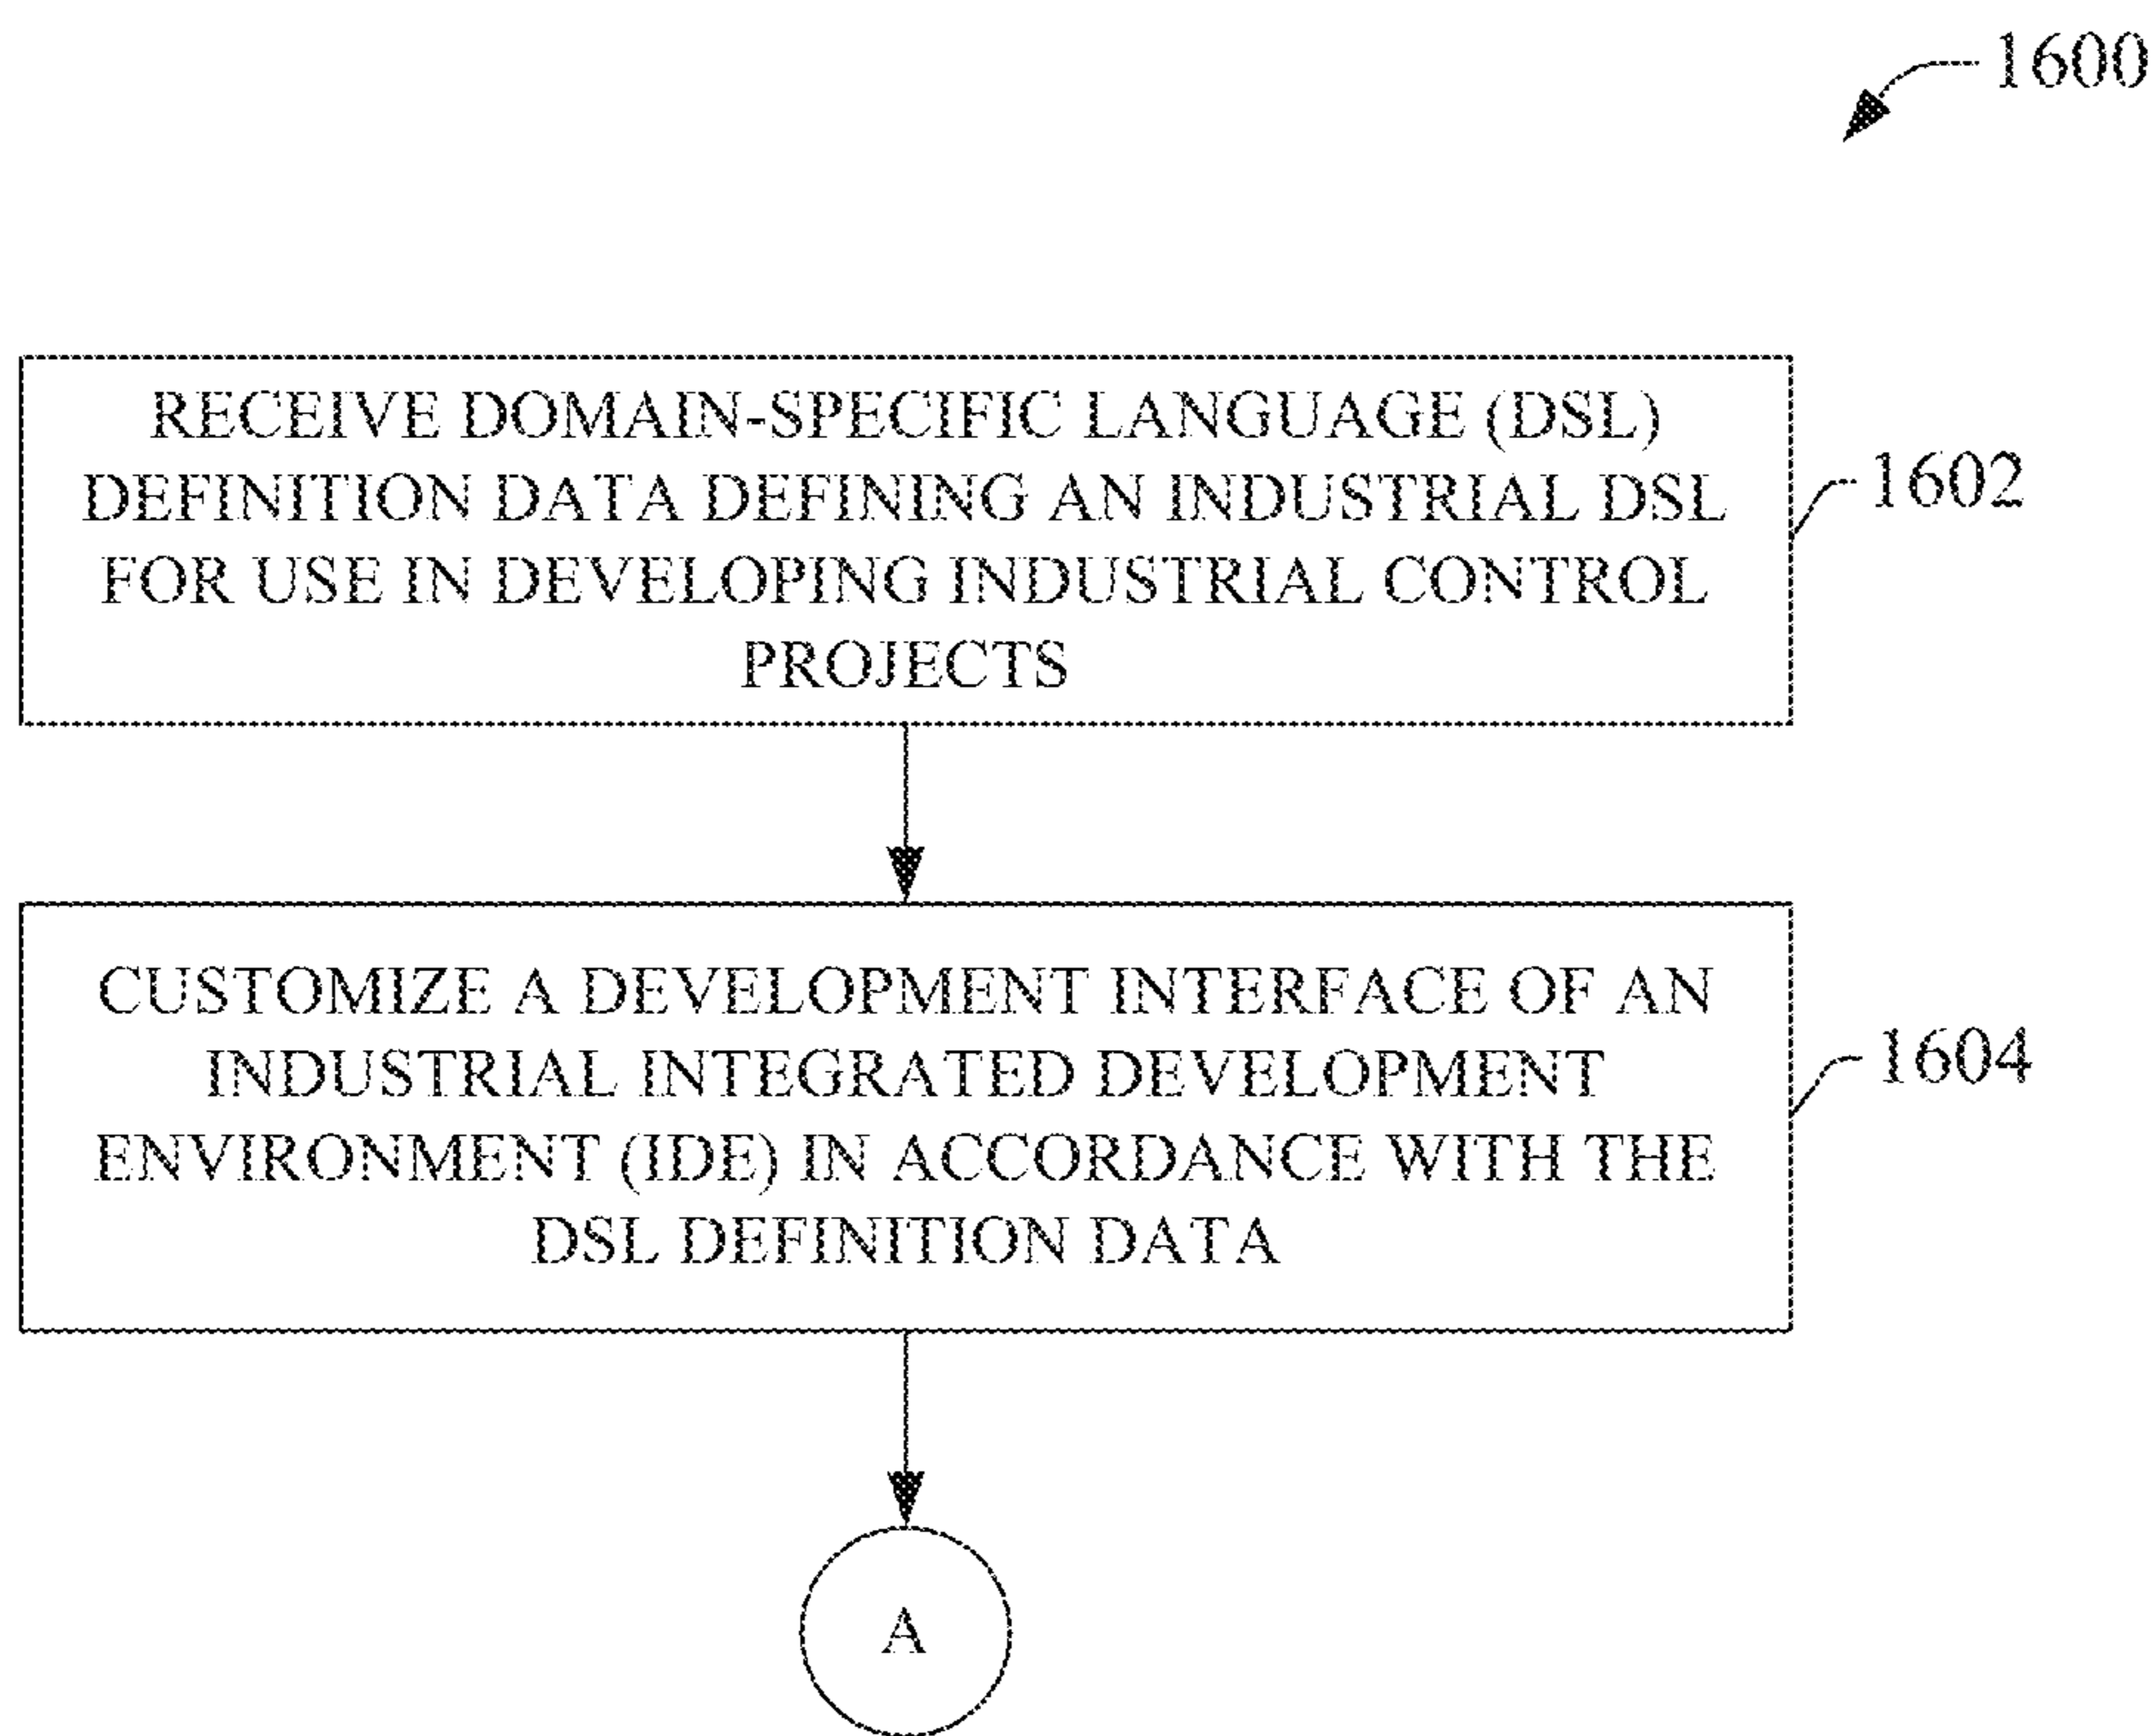 1600
RECEIVE DOMAIN-SPECIFIC LANGUAGE (DSL)
DEFINITION DATA DEFINING AN INDUSTRIAL DSL
FOR USE IN DEVELOPING INDUSTRIAL CONTROL
PROJECTS
1602
CUSTOMIZE A DEVELOPMENT INTERFACE OF AN
INDUSTRIAL INTEGRATED DEVELOPMENT
ENVIRONMENT (IDE) IN ACCORDANCE WITH THE
DSL DEFINITION DATA
1604
A